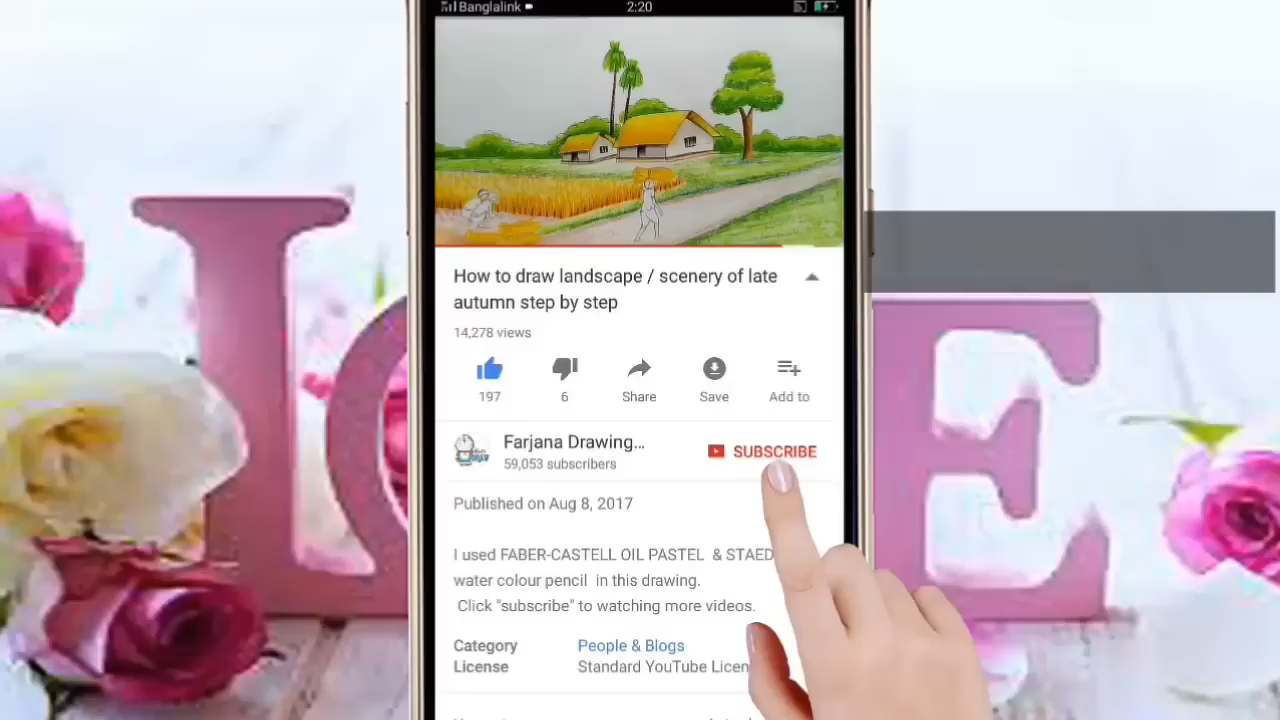 Banglalink
2:20
How to draw landscape / scenery of late
autumn step by step
14,278 views
197
6
Share
Save
Add to
Farjana Drawing...
SUBSCRIBE
59,053 subscribers
Published on Aug 8, 2017
I used FABER-CASTELL OIL PASTEL & STAED
water colour pencil in this drawing.
Click "subscribe" to watching more videos.
Category
People & Blogs
License
Standard YouTube Licen